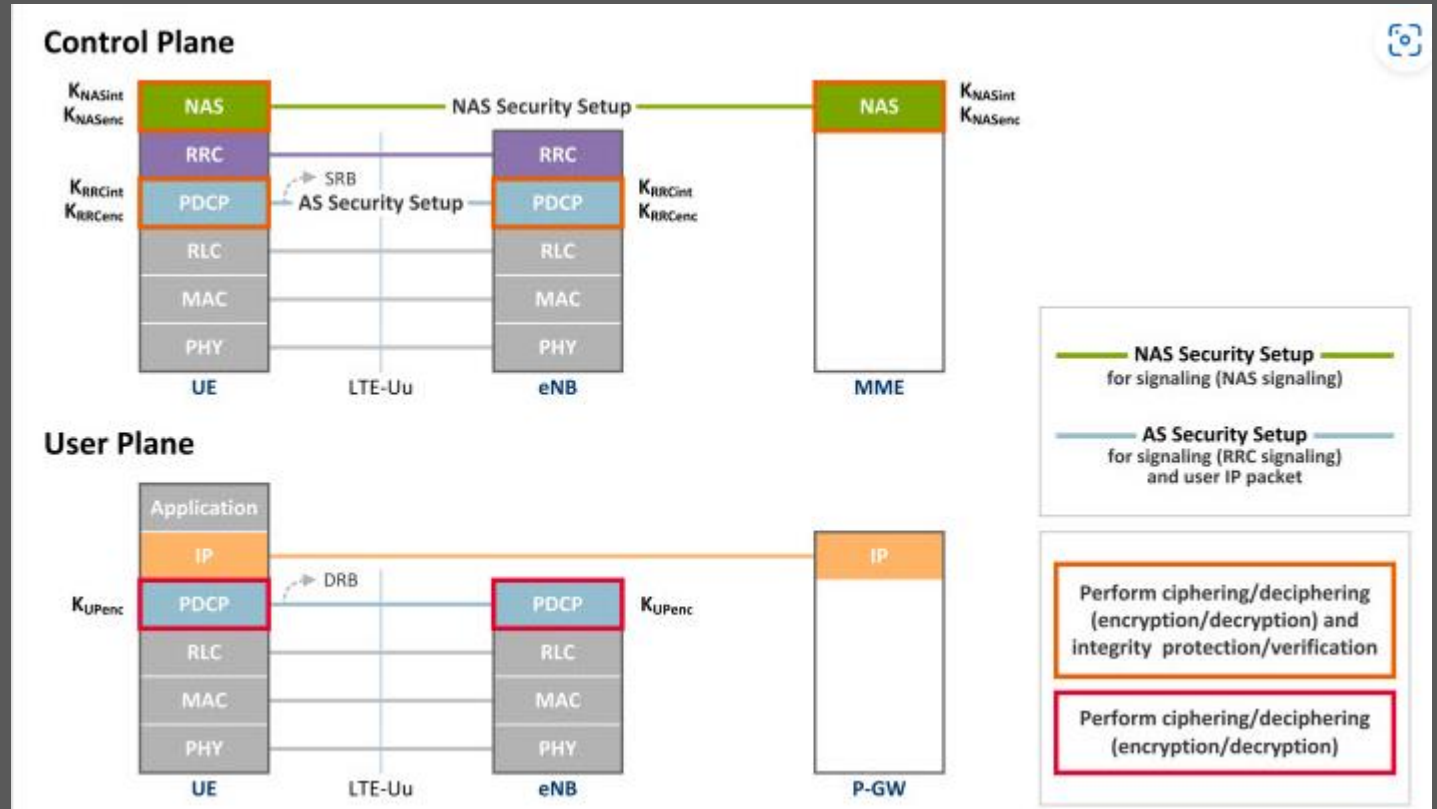 Control Plane
KNASint
KNASenc
NAS
NAS Security Setup
NAS
KNASint
KNASenc
RRC
RRC
SRB
KRRCint
KRRCenc
PDCP
AS Security Setup
PDCP
KRRCint
KRRCenc
RLC
RLC
MAC
MAC
PHY
PHY
UE
LTE-Uu
eNB
MME
NAS Security Setup
for signaling (NAS signaling)
AS Security Setup
for signaling (RRC signaling)
and user IP packet
User Plane
Application
IP
IP
DRB
KUPenc
PDCP
PDCP
KUPenc
RLC
RLC
MAC
MAC
PHY
PHY
UE
LTE-Uu
eNB
P-GW
Perform ciphering/deciphering
(encryption/decryption) and
integrity protection/verification
Perform ciphering/deciphering
(encryption/decryption)